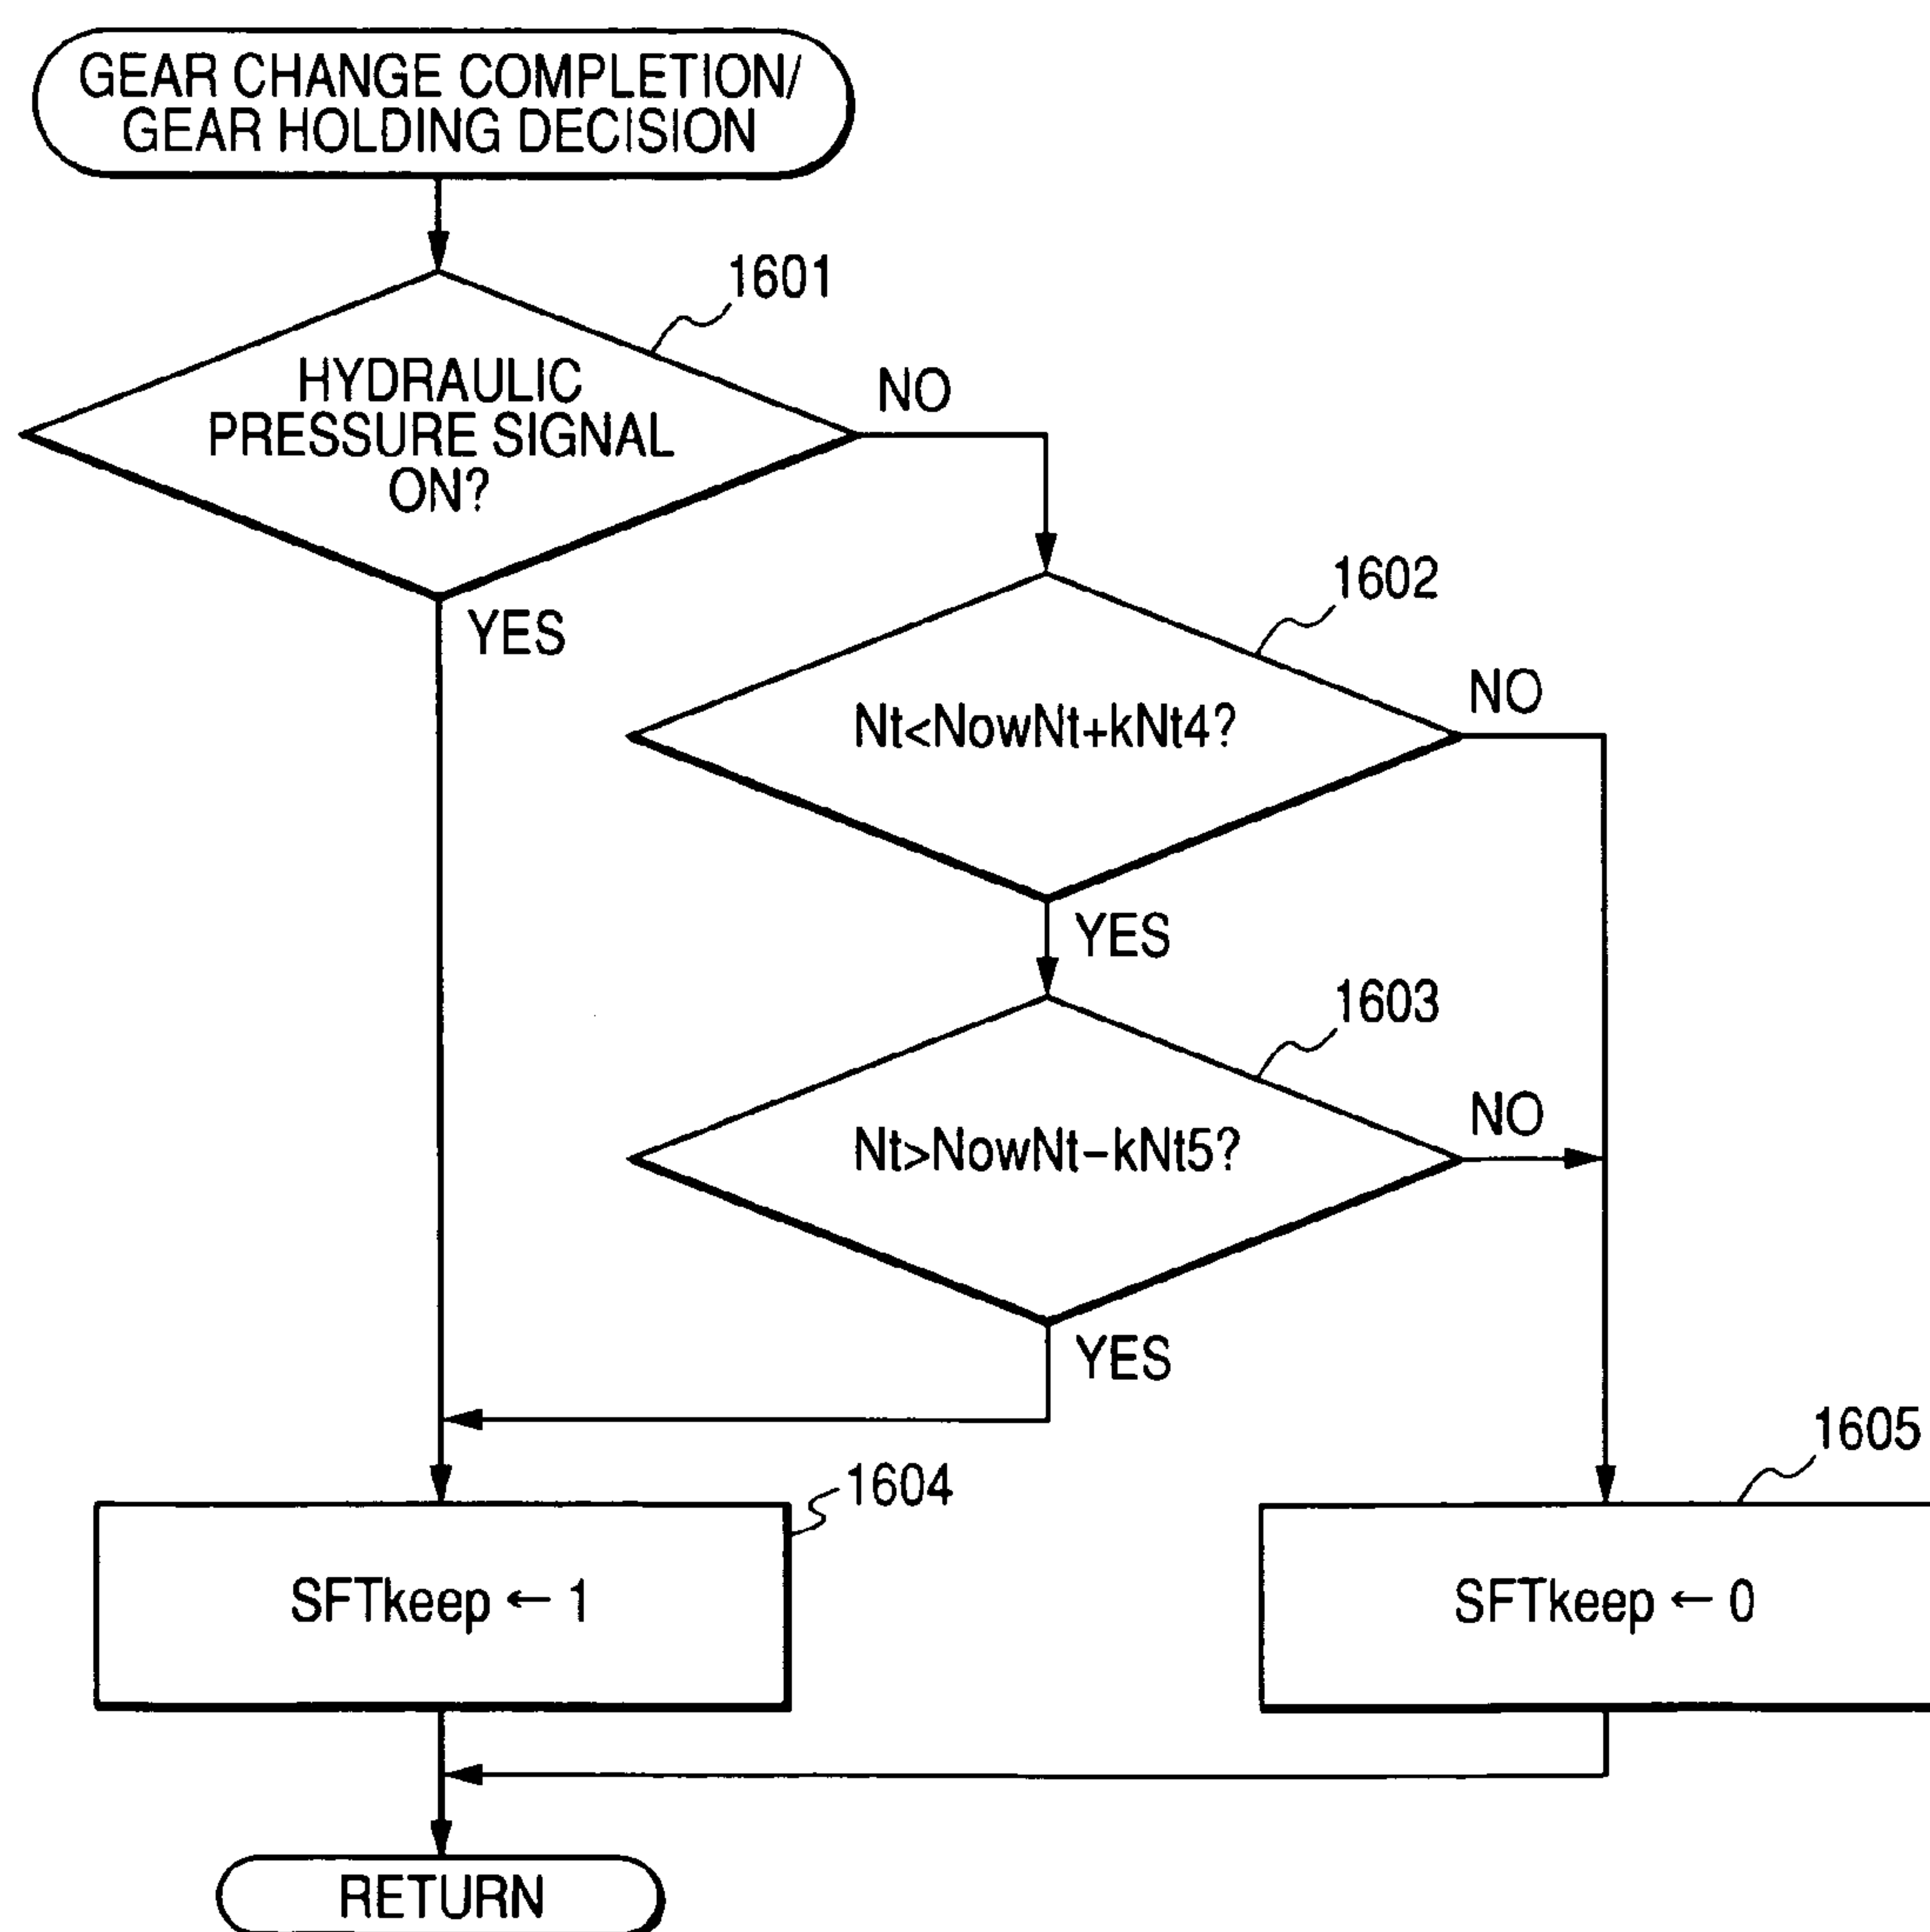 GEAR CHANGE COMPLETION/
GEAR HOLDING DECISION
1601
HYDRAULIC
PRESSURE SIGNAL
ON?
NO
YES
1602
Nt<NowNt+kNt4?
NO
YES
1603
Nt>NowNt−kNt5?
NO
YES
1604
SFTkeep ← 1
1605
SFTkeep ← 0
RETURN